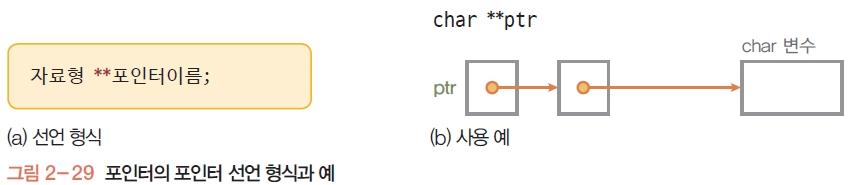 자료형 **포인터이름;
(a) 선언 형식
char **ptr
char 변수
ptr
(b) 사용 예
그림 2-29 포인터의 포인터 선언 형식과 예